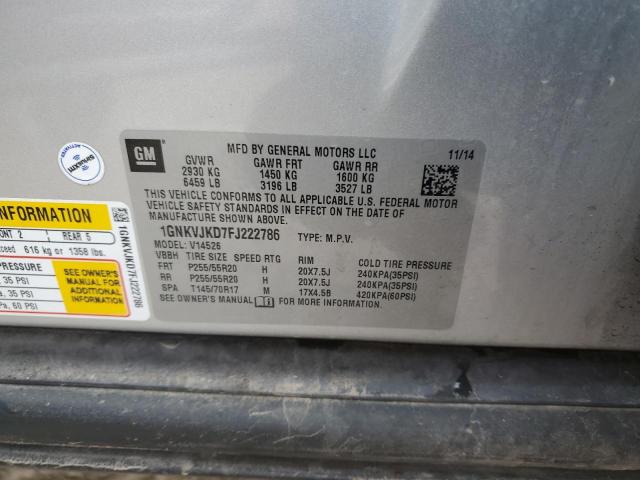 GM
MFD BY GENERAL MOTORS LLC
11/14
GVWR GAWR FRT GAWR RR
2930 KG 1450 KG 1600 KG
6459 LB 3196 LB 3527 LB
THIS VEHICLE CONFORMS TO ALL APPLICABLE U.S. FEDERAL MOTOR
VEHICLE SAFETY STANDARDS IN EFFECT ON THE DATE OF
MANUFACTURE SHOWN ABOVE.
1GNKVJKD7FJ222786 TYPE: M.P.V.
MODEL: V14526
VBBH TIRE SIZE SPEED RTG RIM COLD TIRE PRESSURE
FRT P255/55R20 H 20X7.5J 240KPA(35PSI)
RR P255/55R20 H 20X7.5J 240KPA(35PSI)
SPA T145/70R17 M 17X4.5B 420KPA(60PSI)
SEE OWNER'S MANUAL FOR MORE INFORMATION.
ACTIVATED
SiriusXM
INFORMATION
ONT 2 REAR 5
xceed 616 kg or 1358 lbs.
PRESSURE
, 35 PSI
a, 35 PSI
a, 60 PSI
SEE OWNER'S
MANUAL FOR
ADDITIONAL
INFORMATION
1GNKVJKD7FJ222786